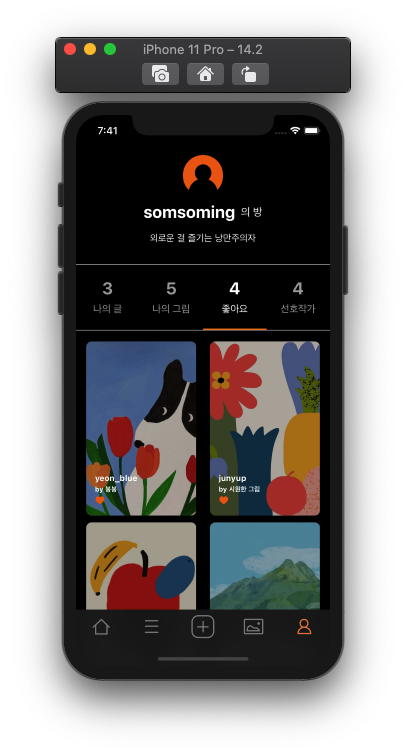 iPhone 11 Pro – 14.2
7:41
somsoming 의 방
외로운 걸 즐기는 낭만주의자
3 5 4 4
나의 글 나의 그림 좋아요 선호작가
yeon_blue junyup
by 몽몽 by 시원한 그림